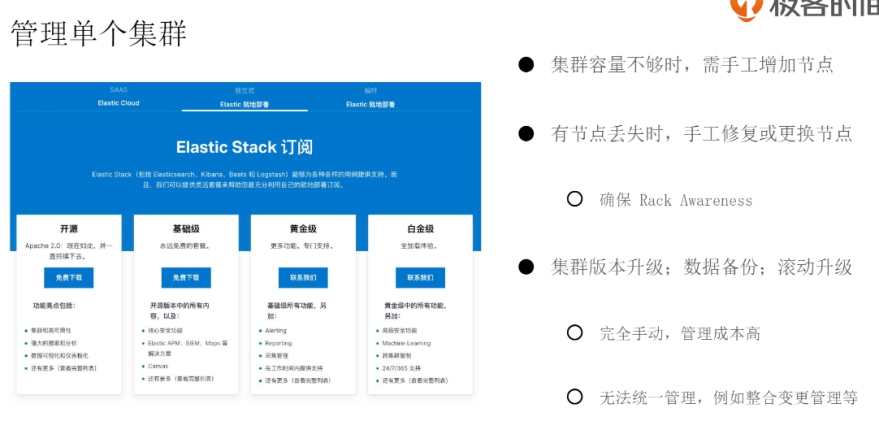 极客时间
管理单个集群
SAAS
Elastic Cloud
独立式
Elastic 就地部署
编排
Elastic 就地部署
Elastic Stack 订阅
Elastic Stack（包括 Elasticsearch、Kibana、Beats 和 Logstash）能够为各种各样的用例提供支持。而
且，我们可以提供灵活套餐来帮助您最充分利用自己的就地部署订阅。
开源
Apache 2.0：现在如此，并一
直持续下去。
免费下载
功能亮点包括：
集群和高可用性
强大的搜索和分析
数据可视化和仪表板化
还有更多（查看完整列表）
基础级
永远免费的套餐。
免费下载
开源版本中的所有内
容，以及：
核心安全功能
Elastic APM、SIEM、Maps 等
解决方案
Canvas
还有更多（查看完整列表）
黄金级
更多功能。专门支持。
联系我们
基础级所有功能，另
加：
Alerting
Reporting
采集管理
在工作时间内提供支持
还有更多（查看完整列表）
白金级
全加载体验。
联系我们
黄金级中的所有功能，
另加：
高级安全功能
Machine Learning
跨集群复制
24/7/365 支持
还有更多（查看完整列表）
集群容量不够时，需手工增加节点
有节点丢失时，手工修复或更换节点
确保 Rack Awareness
集群版本升级；数据备份；滚动升级
完全手动，管理成本高
无法统一管理，例如整合变更管理等